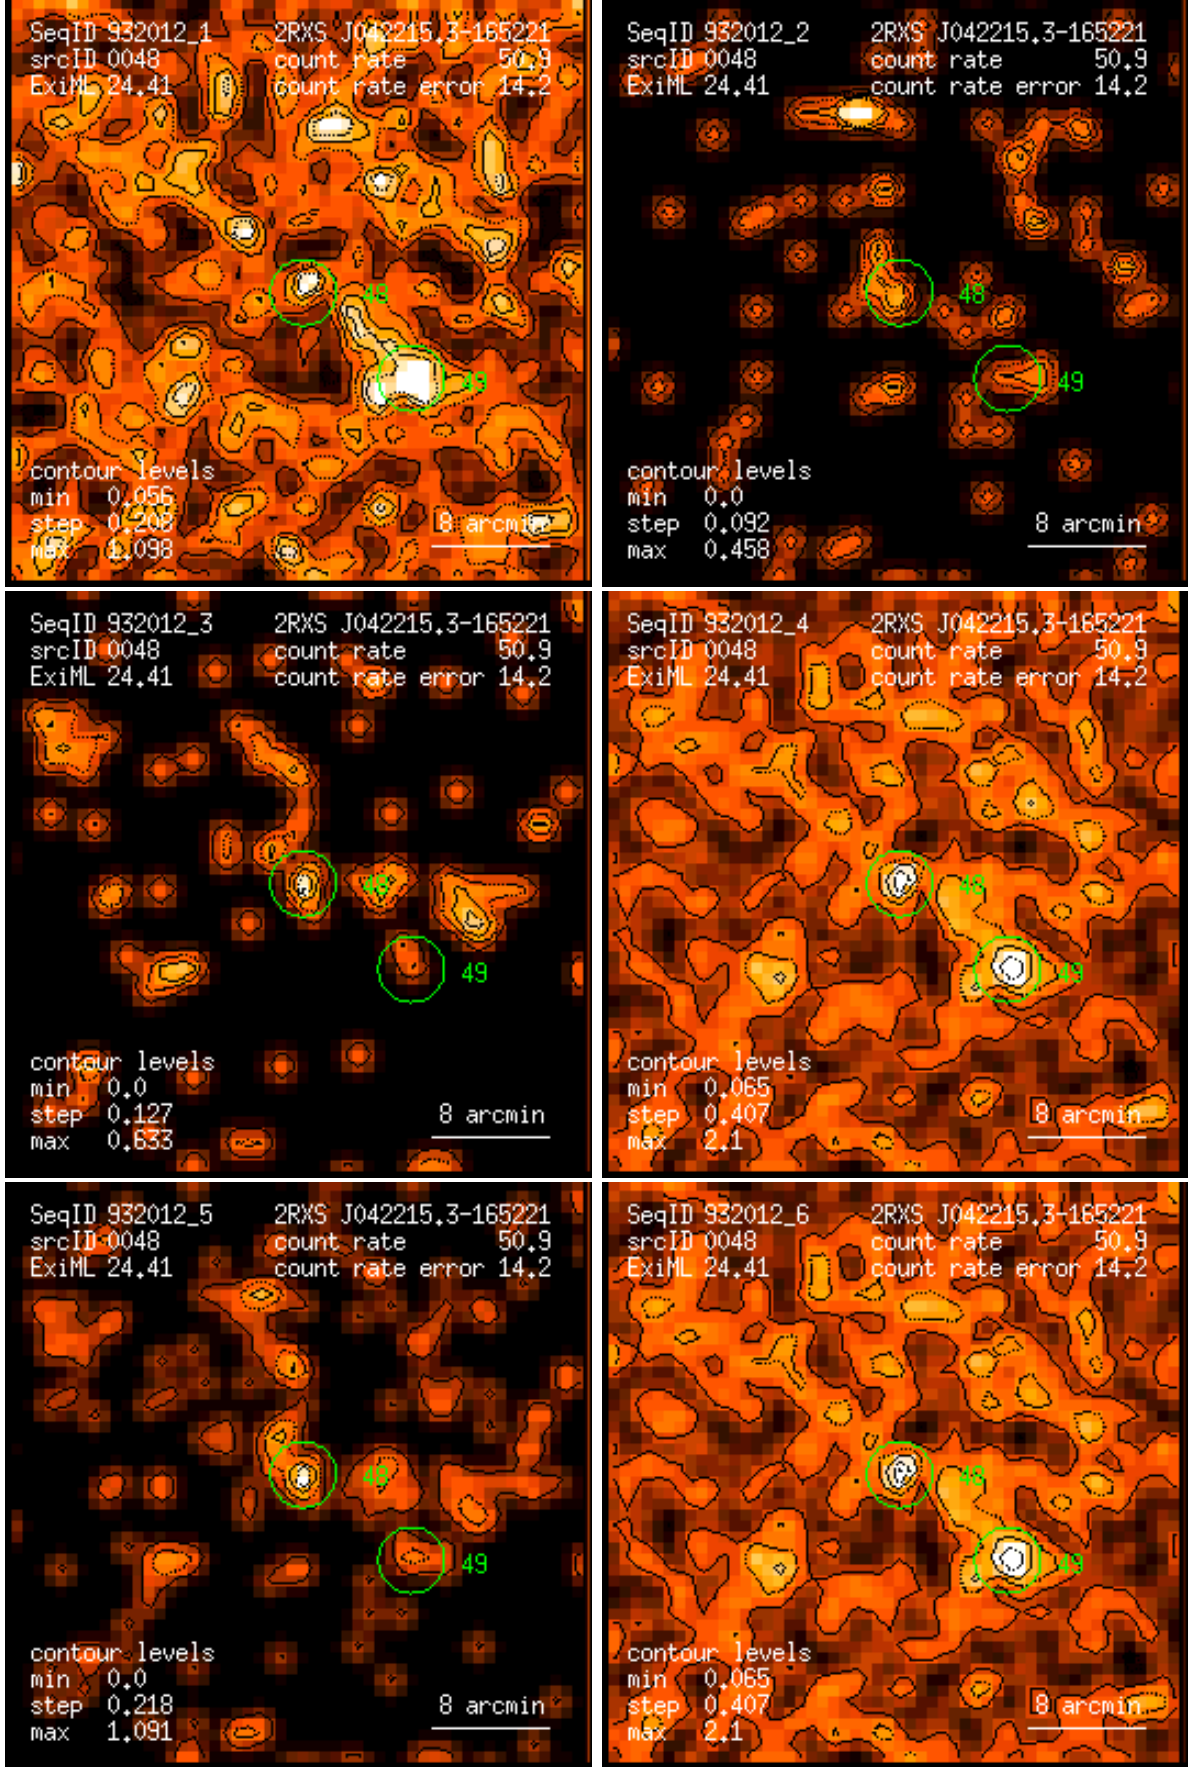 SeqID 932012_1 2RXS J042215.3-165221
srcID 0048 count rate 50.9
ExiML 24.41 count rate error 14.2
48
49
contour levels
min 0.056
step 0.208
max 1.098
8 arcmin
SeqID 932012_2 2RXS J042215.3-165221
srcID 0048 count rate 50.9
ExiML 24.41 count rate error 14.2
48
49
contour levels
min 0.0
step 0.092
max 0.458
8 arcmin
SeqID 932012_3 2RXS J042215.3-165221
srcID 0048 count rate 50.9
ExiML 24.41 count rate error 14.2
48
49
contour levels
min 0.0
step 0.127
max 0.633
8 arcmin
SeqID 932012_4 2RXS J042215.3-165221
srcID 0048 count rate 50.9
ExiML 24.41 count rate error 14.2
48
49
contour levels
min 0.065
step 0.407
max 2.1
8 arcmin
SeqID 932012_5 2RXS J042215.3-165221
srcID 0048 count rate 50.9
ExiML 24.41 count rate error 14.2
48
49
contour levels
min 0.0
step 0.218
max 1.091
8 arcmin
SeqID 932012_6 2RXS J042215.3-165221
srcID 0048 count rate 50.9
ExiML 24.41 count rate error 14.2
48
49
contour levels
min 0.065
step 0.407
max 2.1
8 arcmin